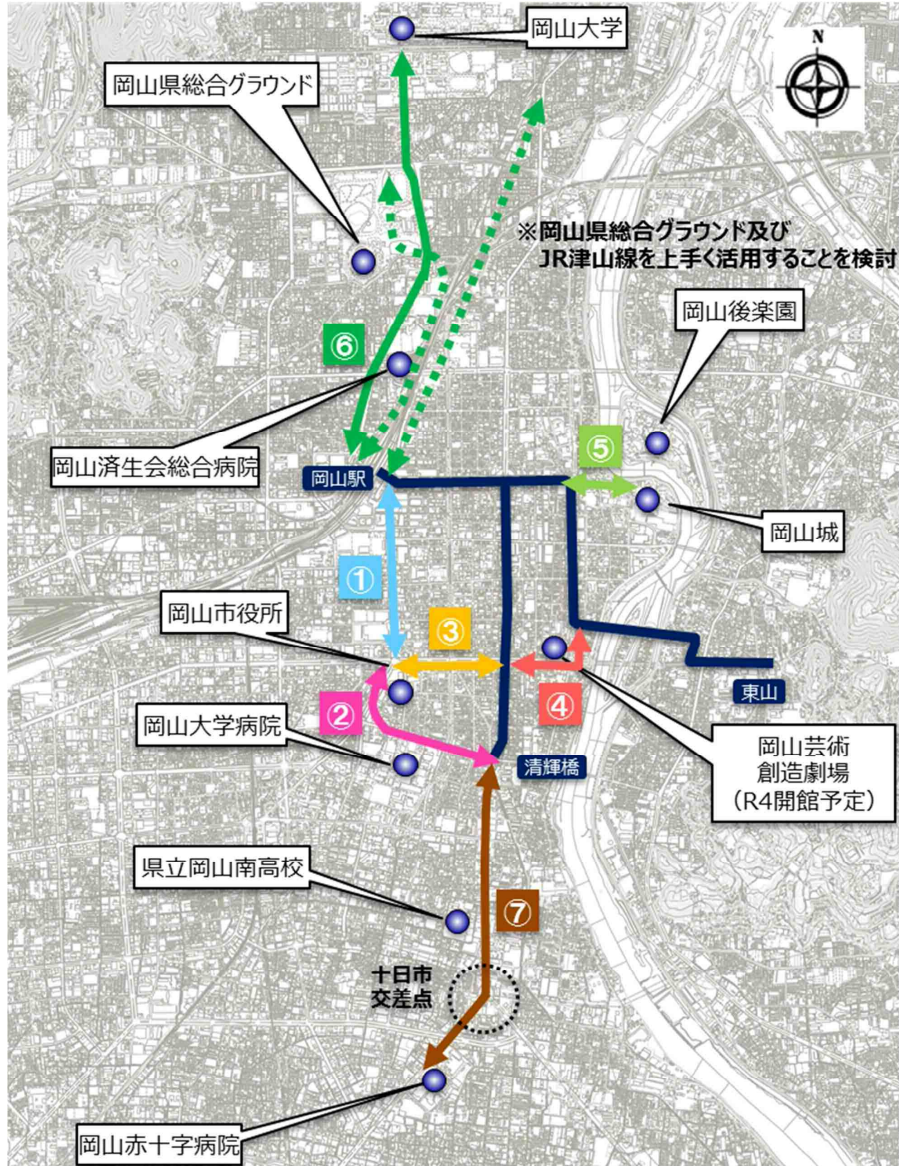 岡山大学
N
岡山県総合グラウンド
※岡山県総合グラウンド及び
JR津山線を上手く活用することを検討
岡山後楽園
⑥
岡山済生会総合病院
岡山駅
⑤
岡山城
①
岡山市役所
③
④
東山
②
岡山大学病院
清輝橋
岡山芸術
創造劇場
（R4開館予定）
県立岡山南高校
⑦
十日市
交差点
岡山赤十字病院